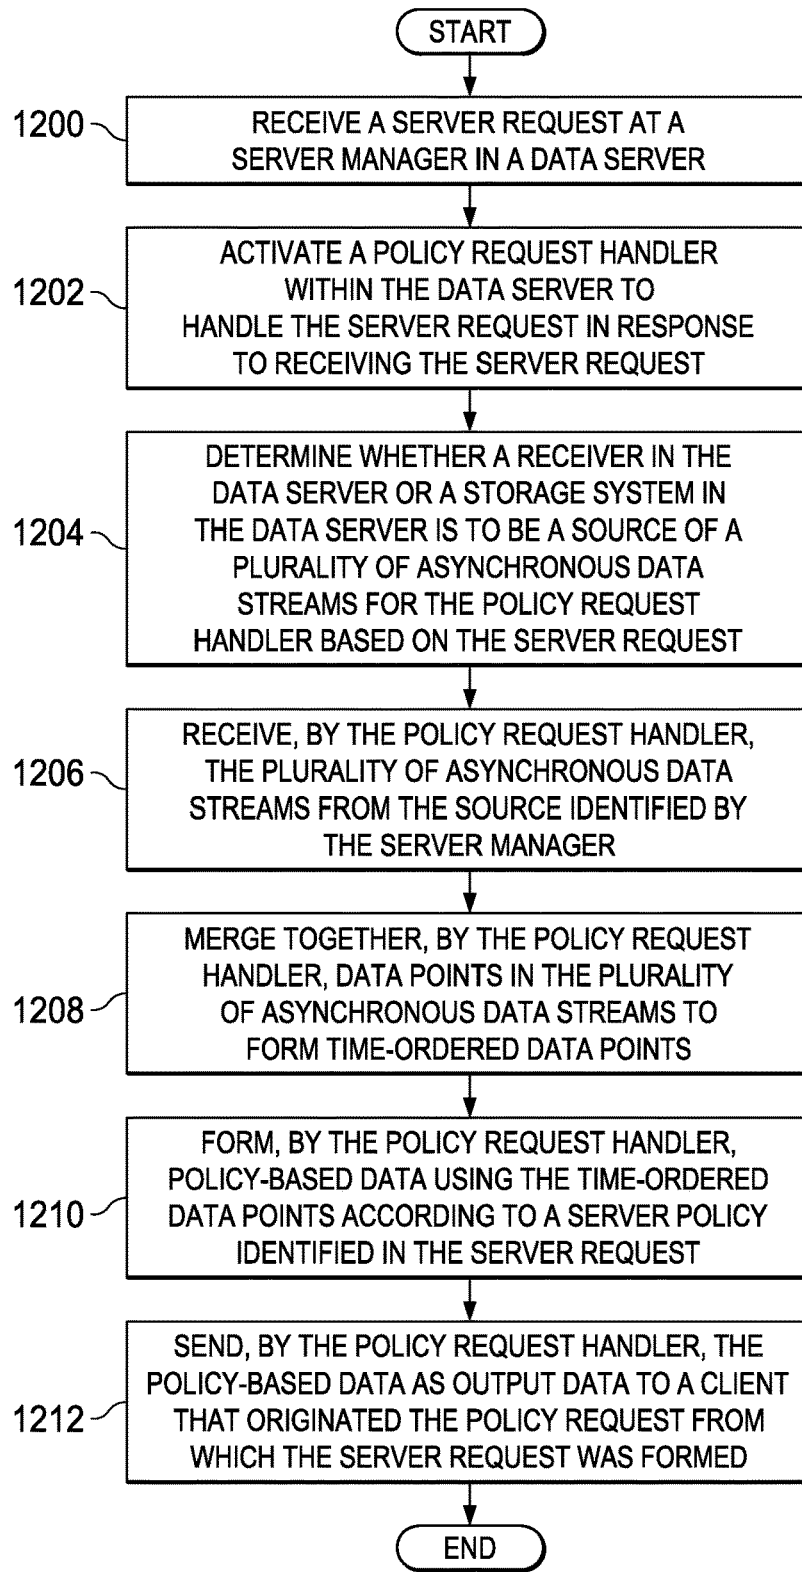 START
1200
RECEIVE A SERVER REQUEST AT A
SERVER MANAGER IN A DATA SERVER
1202
ACTIVATE A POLICY REQUEST HANDLER
WITHIN THE DATA SERVER TO
HANDLE THE SERVER REQUEST IN RESPONSE
TO RECEIVING THE SERVER REQUEST
1204
DETERMINE WHETHER A RECEIVER IN THE
DATA SERVER OR A STORAGE SYSTEM IN
THE DATA SERVER IS TO BE A SOURCE OF A
PLURALITY OF ASYNCHRONOUS DATA
STREAMS FOR THE POLICY REQUEST
HANDLER BASED ON THE SERVER REQUEST
1206
RECEIVE, BY THE POLICY REQUEST HANDLER,
THE PLURALITY OF ASYNCHRONOUS DATA
STREAMS FROM THE SOURCE IDENTIFIED BY
THE SERVER MANAGER
1208
MERGE TOGETHER, BY THE POLICY REQUEST
HANDLER, DATA POINTS IN THE PLURALITY
OF ASYNCHRONOUS DATA STREAMS TO
FORM TIME-ORDERED DATA POINTS
1210
FORM, BY THE POLICY REQUEST HANDLER,
POLICY-BASED DATA USING THE TIME-ORDERED
DATA POINTS ACCORDING TO A SERVER POLICY
IDENTIFIED IN THE SERVER REQUEST
1212
SEND, BY THE POLICY REQUEST HANDLER, THE
POLICY-BASED DATA AS OUTPUT DATA TO A CLIENT
THAT ORIGINATED THE POLICY REQUEST FROM
WHICH THE SERVER REQUEST WAS FORMED
END